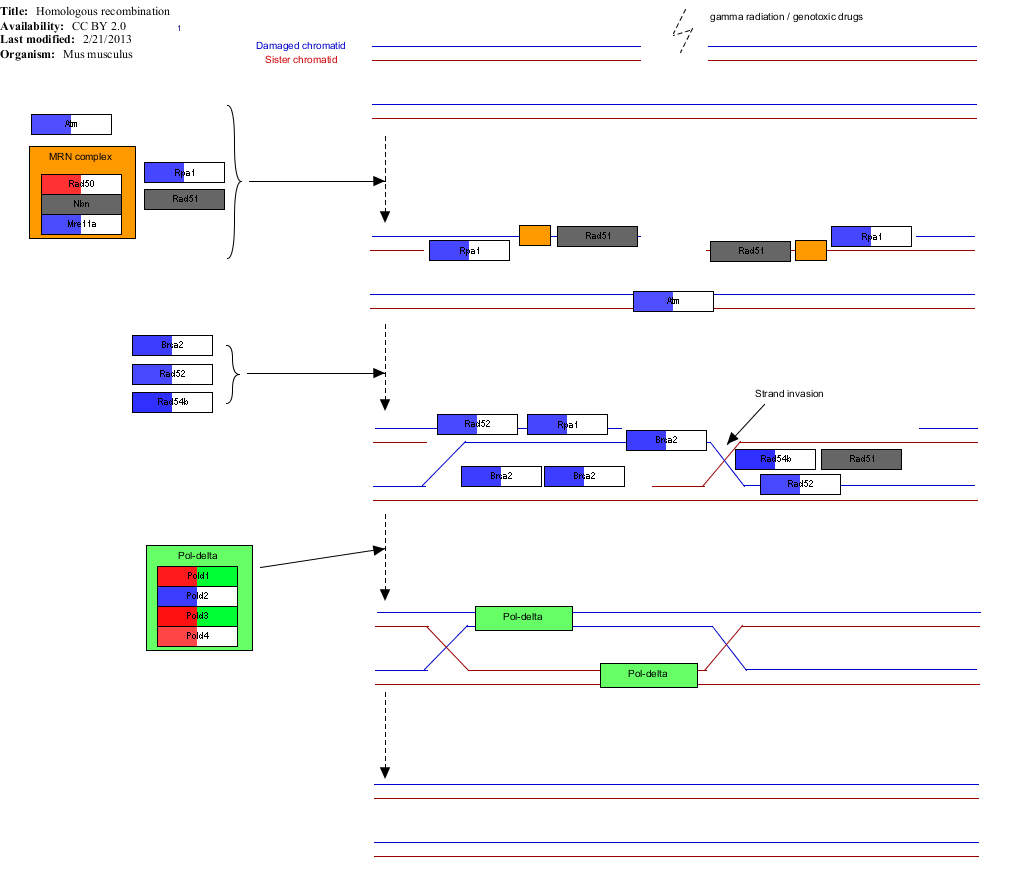 Title: Homologous recombination
Availability: CC BY 2.0
1
Last modified: 2/21/2013
Organism: Mus musculus
gamma radiation / genotoxic drugs
Damaged chromatid
Sister chromatid
Atm
MRN complex
Rad50
Nbn
Mre11a
Rpa1
Rad51
Rpa1
Rad51
Rad51
Rpa1
Atm
Brca2
Rad52
Rad54b
Strand invasion
Rad52
Rpa1
Brca2
Brca2
Brca2
Rad54b
Rad51
Rad52
Pol-delta
Pold1
Pold2
Pold3
Pold4
Pol-delta
Pol-delta